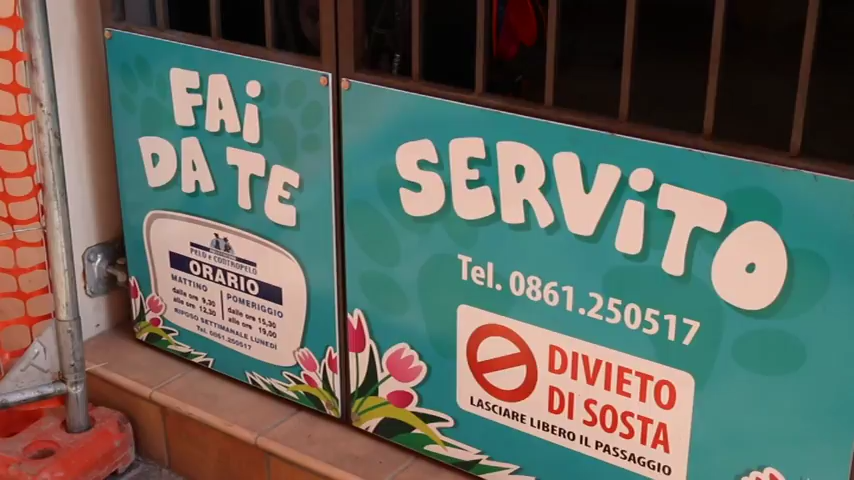 FAi
DA TE
PELO e CONTROPELO
ORARIO
MATTINO
dalle ore 9,30
alle ore 12,30
POMERIGGIO
dalle ore 15,30
alle ore 19,00
RIPOSO SETTIMANALE LUNEDÌ
Tel. 0861.250517
SERViTO
Tel. 0861.250517
DIVIETO
DI SOSTA
LASCIARE LIBERO IL PASSAGGIO